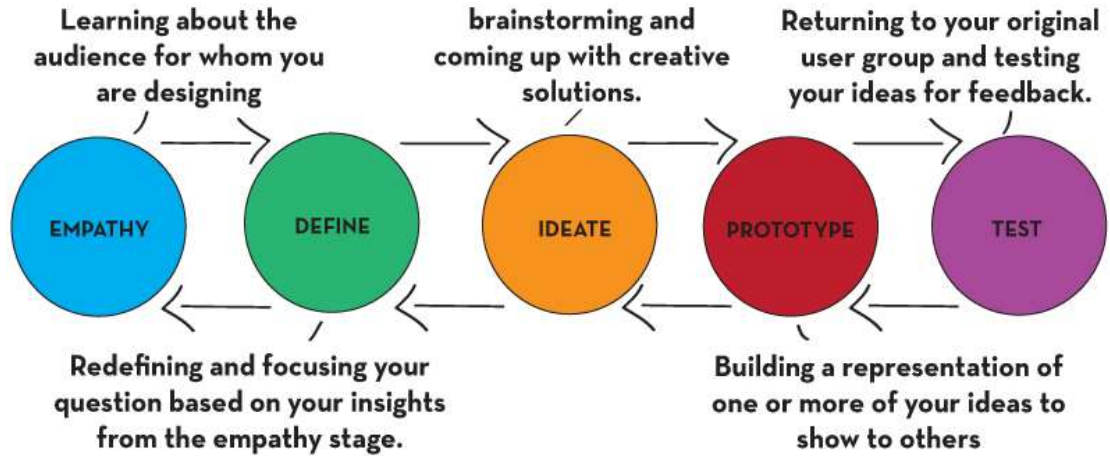 Learning about the
audience for whom you
are designing
brainstorming and
coming up with creative
solutions.
Returning to your original
user group and testing
your ideas for feedback.
EMPATHY
DEFINE
IDEATE
PROTOTYPE
TEST
Redefining and focusing your
question based on your insights
from the empathy stage.
Building a representation of
one or more of your ideas to
show to others